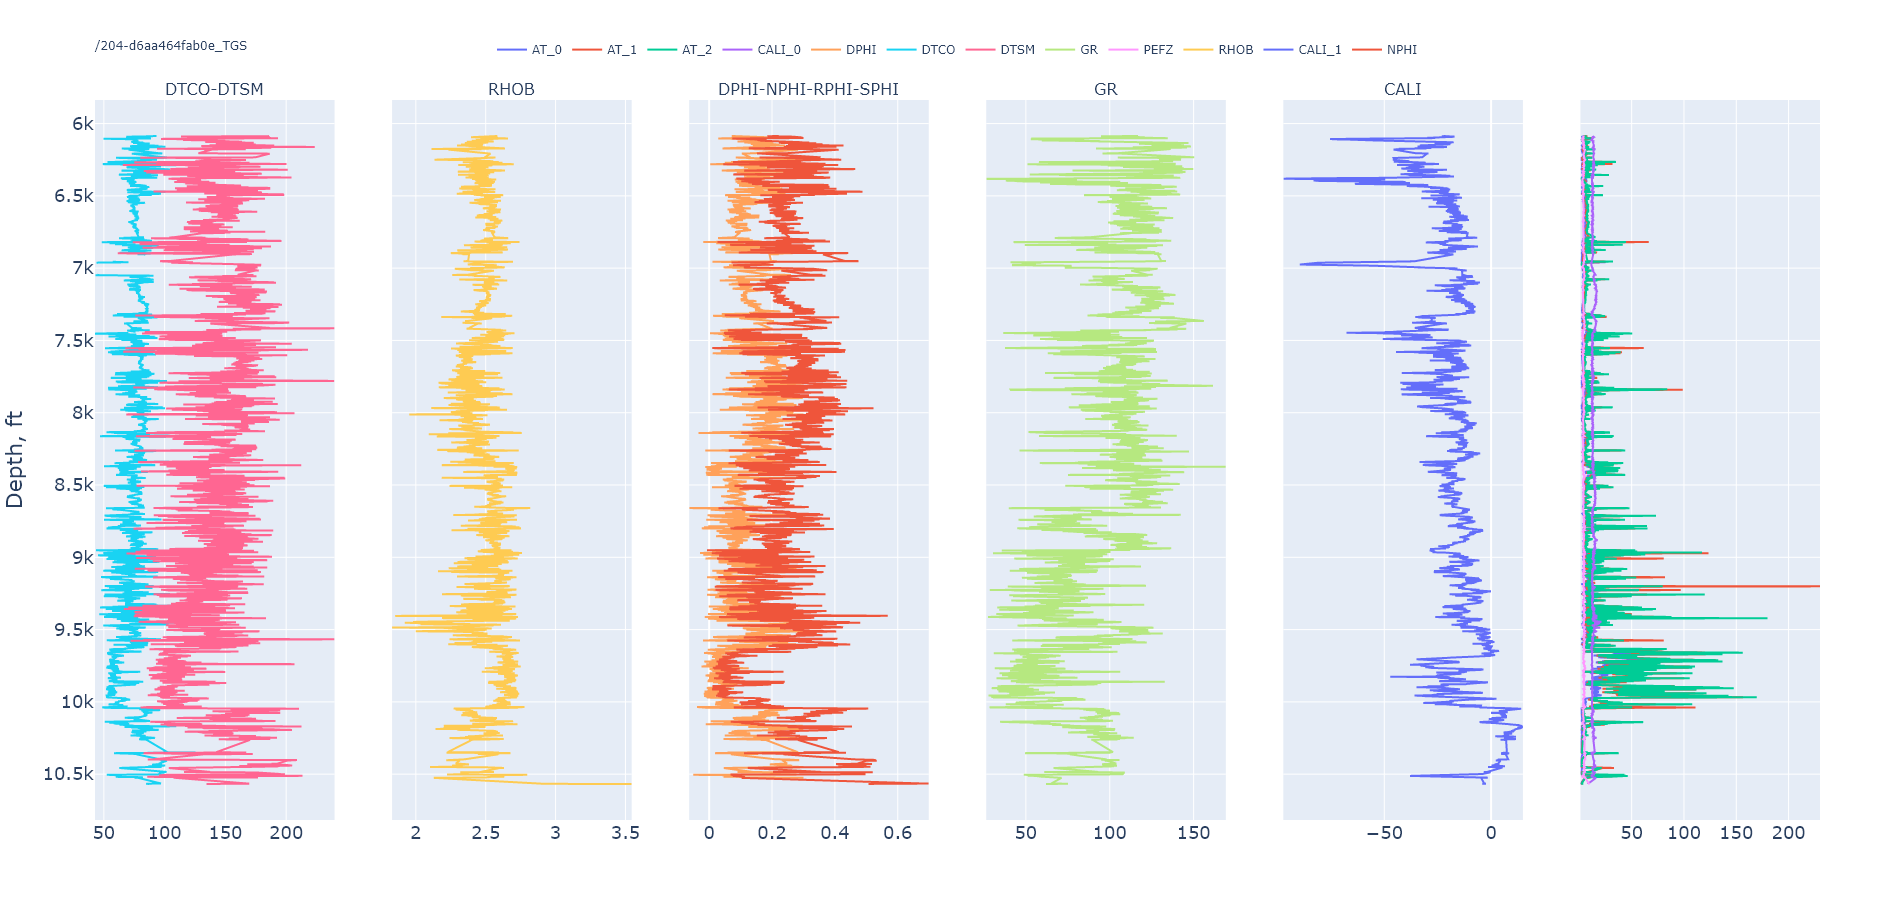 /204-d6aa464fab0e_TGS
AT_0 AT_1 AT_2 CALI_0 DPHI DTCO DTSM GR PEFZ RHOB CALI_1 NPHI
DTCO-DTSM RHOB DPHI-NPHI-RPHI-SPHI GR CALI
6k
6.5k
7k
7.5k
8k
8.5k
9k
9.5k
10k
10.5k
Depth, ft
50 100 150 200 2 2.5 3 3.5 0 0.2 0.4 0.6 50 100 150 −50 0 50 100 150 200